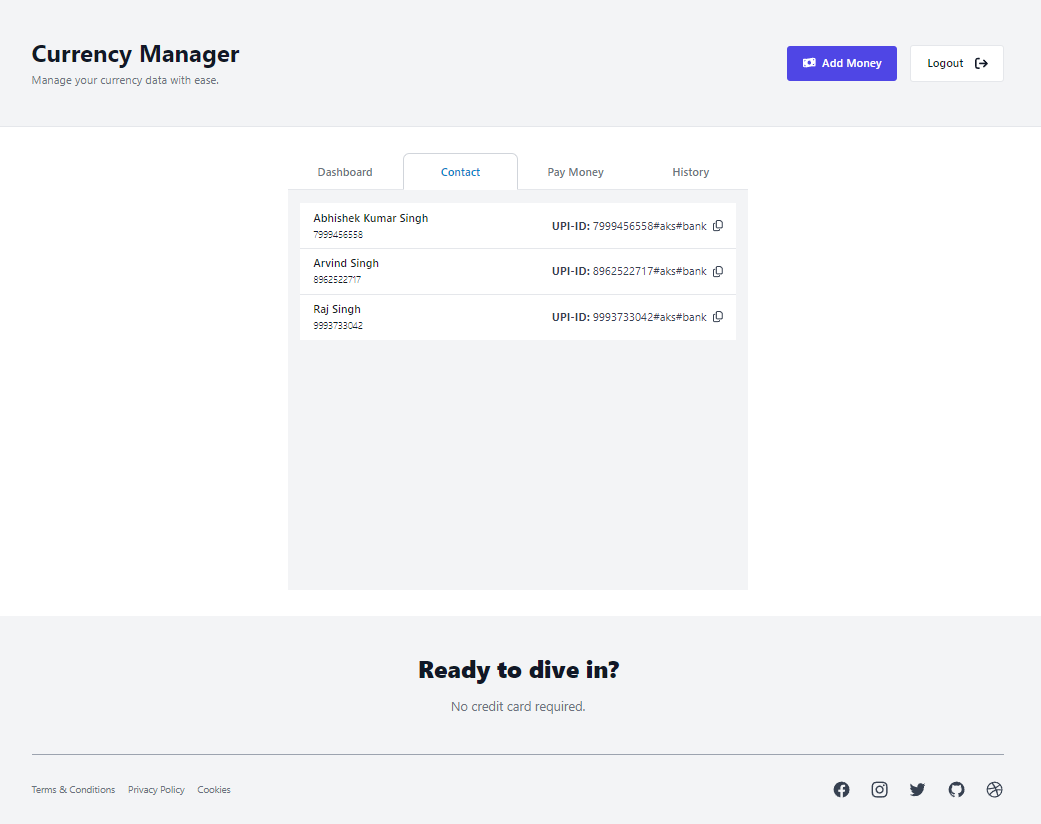 Currency Manager
Manage your currency data with ease.
Add Money
Logout
Dashboard
Contact
Pay Money
History
Abhishek Kumar Singh
7999456558
UPI-ID: 7999456558#aks#bank
Arvind Singh
8962522717
UPI-ID: 8962522717#aks#bank
Raj Singh
9993733042
UPI-ID: 9993733042#aks#bank
Ready to dive in?
No credit card required.
Terms & Conditions
Privacy Policy
Cookies